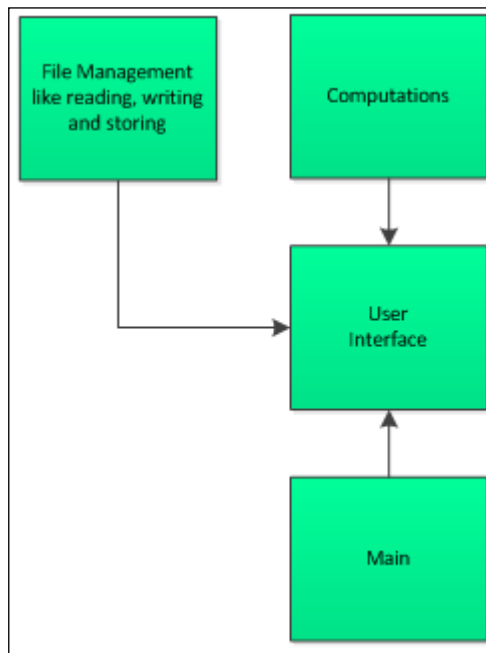 File Management
like reading, writing
and storing
Computations
User
Interface
Main